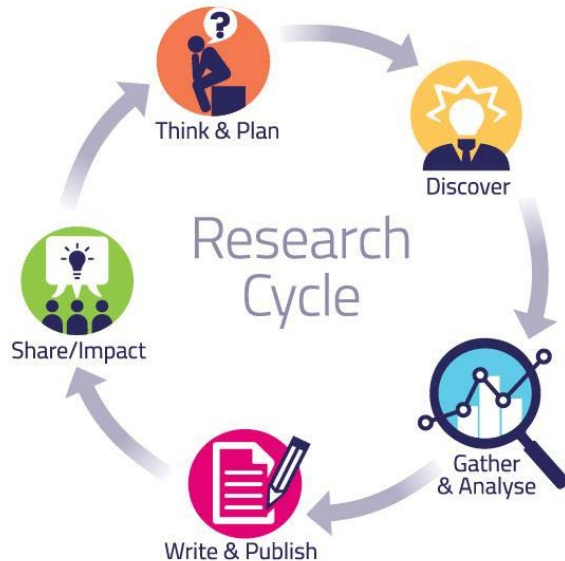 ?
Think & Plan
Discover
Research
Cycle
Share/Impact
Gather
& Analyse
Write & Publish